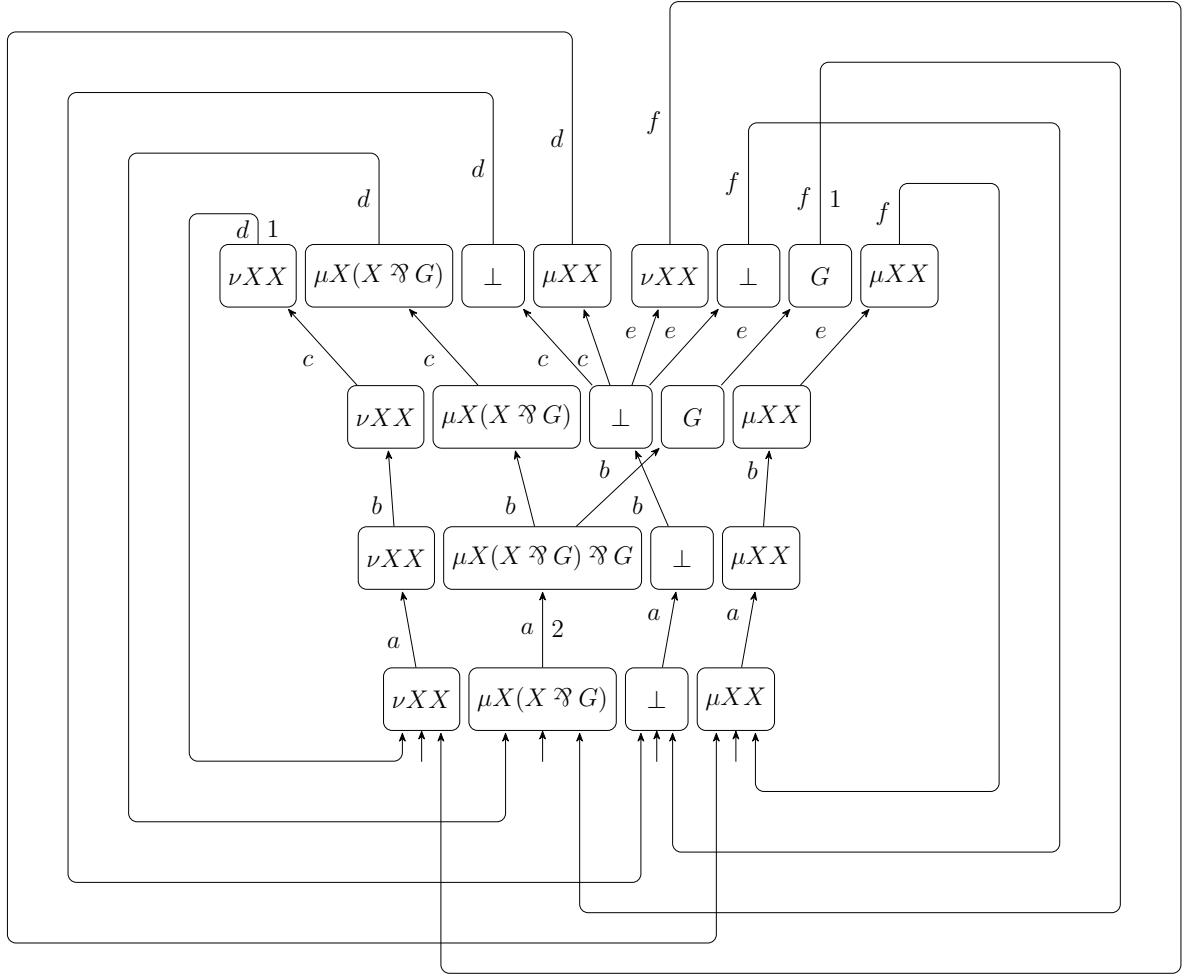 f
d
d
f
d
f 1
f
d 1
νXX μX(X ⅋ G) ⊥ μXX νXX ⊥ G μXX
e e e e
c c c c
νXX μX(X ⅋ G) ⊥ G μXX
b b
b b b
νXX μX(X ⅋ G) ⅋ G ⊥ μXX
a a 2 a a
νXX μX(X ⅋ G) ⊥ μXX